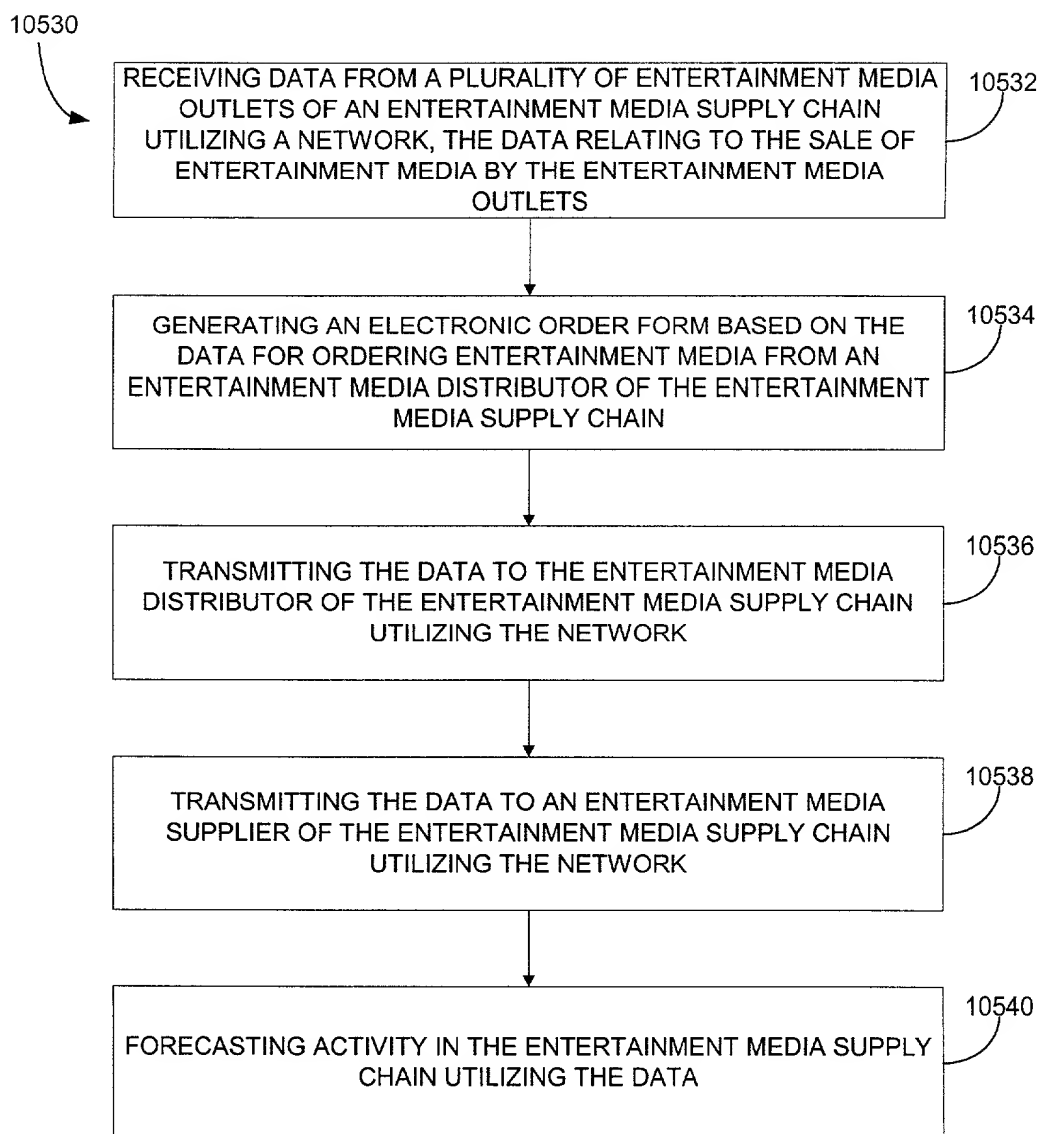 10530
RECEIVING DATA FROM A PLURALITY OF ENTERTAINMENT MEDIA
OUTLETS OF AN ENTERTAINMENT MEDIA SUPPLY CHAIN
UTILIZING A NETWORK, THE DATA RELATING TO THE SALE OF
ENTERTAINMENT MEDIA BY THE ENTERTAINMENT MEDIA
OUTLETS
10532
GENERATING AN ELECTRONIC ORDER FORM BASED ON THE
DATA FOR ORDERING ENTERTAINMENT MEDIA FROM AN
ENTERTAINMENT MEDIA DISTRIBUTOR OF THE ENTERTAINMENT
MEDIA SUPPLY CHAIN
10534
TRANSMITTING THE DATA TO THE ENTERTAINMENT MEDIA
DISTRIBUTOR OF THE ENTERTAINMENT MEDIA SUPPLY CHAIN
UTILIZING THE NETWORK
10536
TRANSMITTING THE DATA TO AN ENTERTAINMENT MEDIA
SUPPLIER OF THE ENTERTAINMENT MEDIA SUPPLY CHAIN
UTILIZING THE NETWORK
10538
FORECASTING ACTIVITY IN THE ENTERTAINMENT MEDIA SUPPLY
CHAIN UTILIZING THE DATA
10540